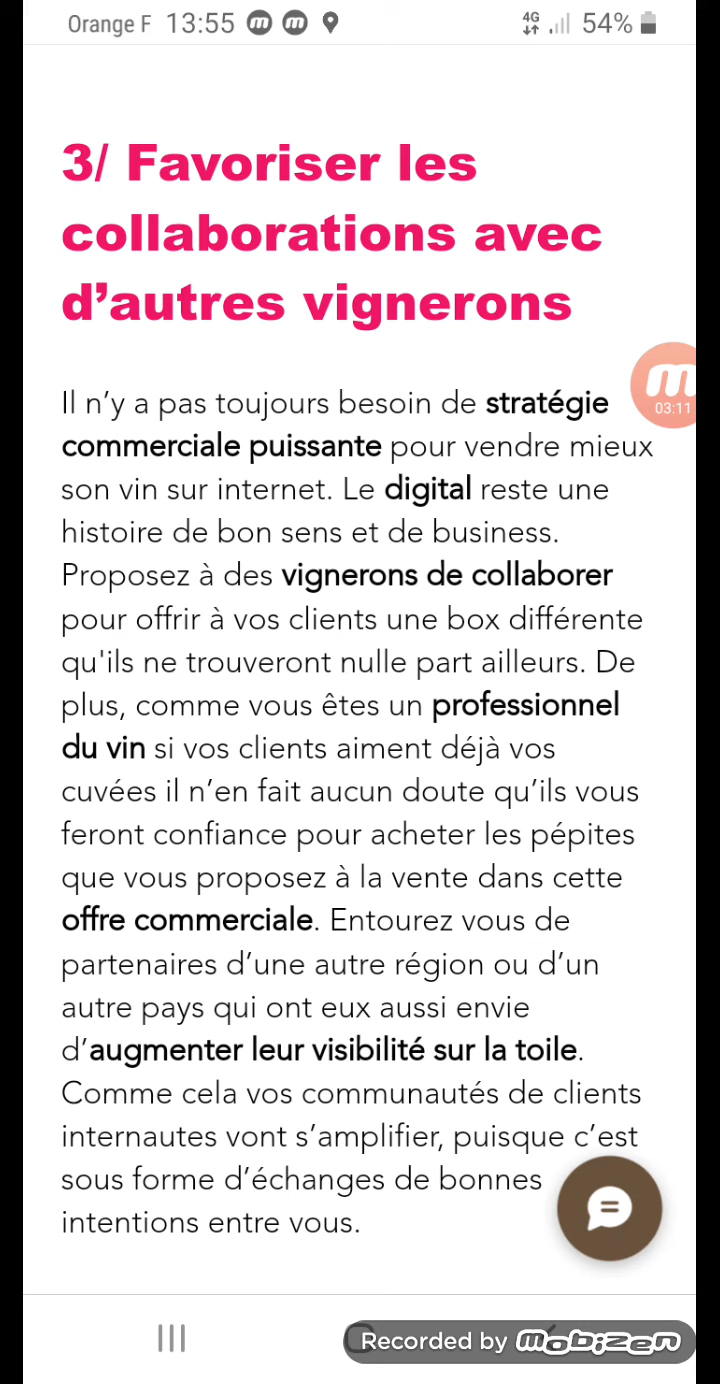 Orange F 13:55 4G 54%
3/ Favoriser les
collaborations avec
d’autres vignerons
Il n’y a pas toujours besoin de stratégie
commerciale puissante pour vendre mieux
son vin sur internet. Le digital reste une
histoire de bon sens et de business.
Proposez à des vignerons de collaborer
pour offrir à vos clients une box différente
qu'ils ne trouveront nulle part ailleurs. De
plus, comme vous êtes un professionnel
du vin si vos clients aiment déjà vos
cuvées il n’en fait aucun doute qu’ils vous
feront confiance pour acheter les pépites
que vous proposez à la vente dans cette
offre commerciale. Entourez vous de
partenaires d’une autre région ou d’un
autre pays qui ont eux aussi envie
d’augmenter leur visibilité sur la toile.
Comme cela vos communautés de clients
internautes vont s’amplifier, puisque c’est
sous forme d’échanges de bonnes
intentions entre vous.
m
03:11
Recorded by mobizen